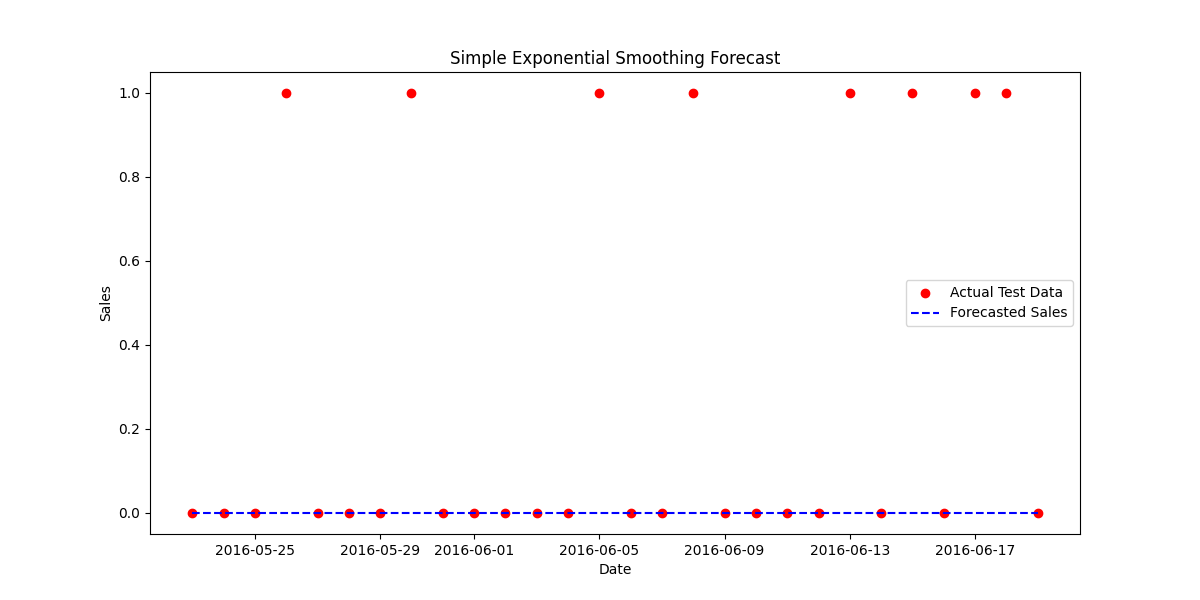 Simple Exponential Smoothing Forecast
1.0
0.8
0.6
0.4
0.2
0.0
Sales
Actual Test Data
Forecasted Sales
2016-05-25 2016-05-29 2016-06-01 2016-06-05 2016-06-09 2016-06-13 2016-06-17
Date